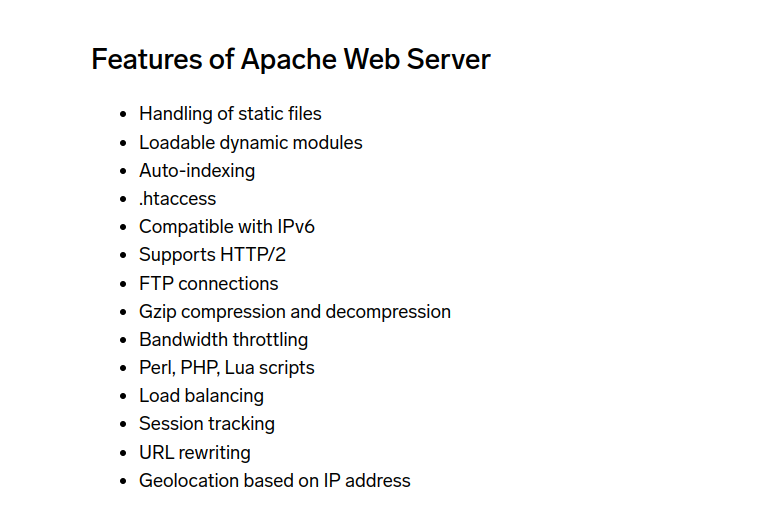 Features of Apache Web Server
• Handling of static files
• Loadable dynamic modules
• Auto-indexing
• .htaccess
• Compatible with IPv6
• Supports HTTP/2
• FTP connections
• Gzip compression and decompression
• Bandwidth throttling
• Perl, PHP, Lua scripts
• Load balancing
• Session tracking
• URL rewriting
• Geolocation based on IP address